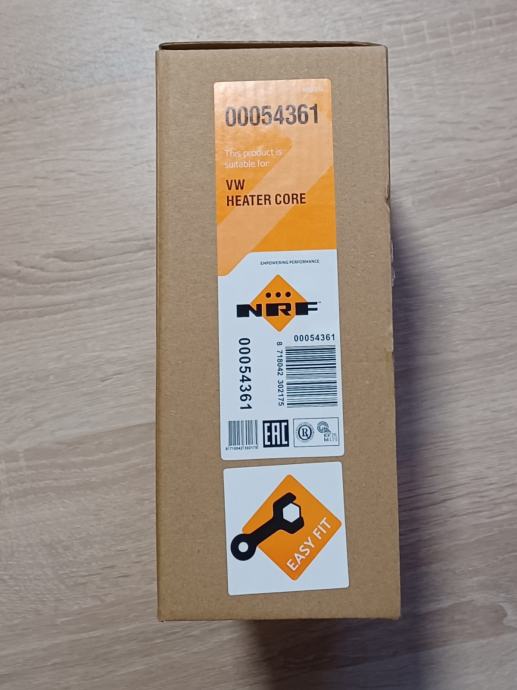 00054361
This product is
suitable for:
VW
HEATER CORE
EMPOWERING PERFORMANCE
NRF
00054361
8 718042 302175
00054361
8718042302175
EAC
R
EASY FIT